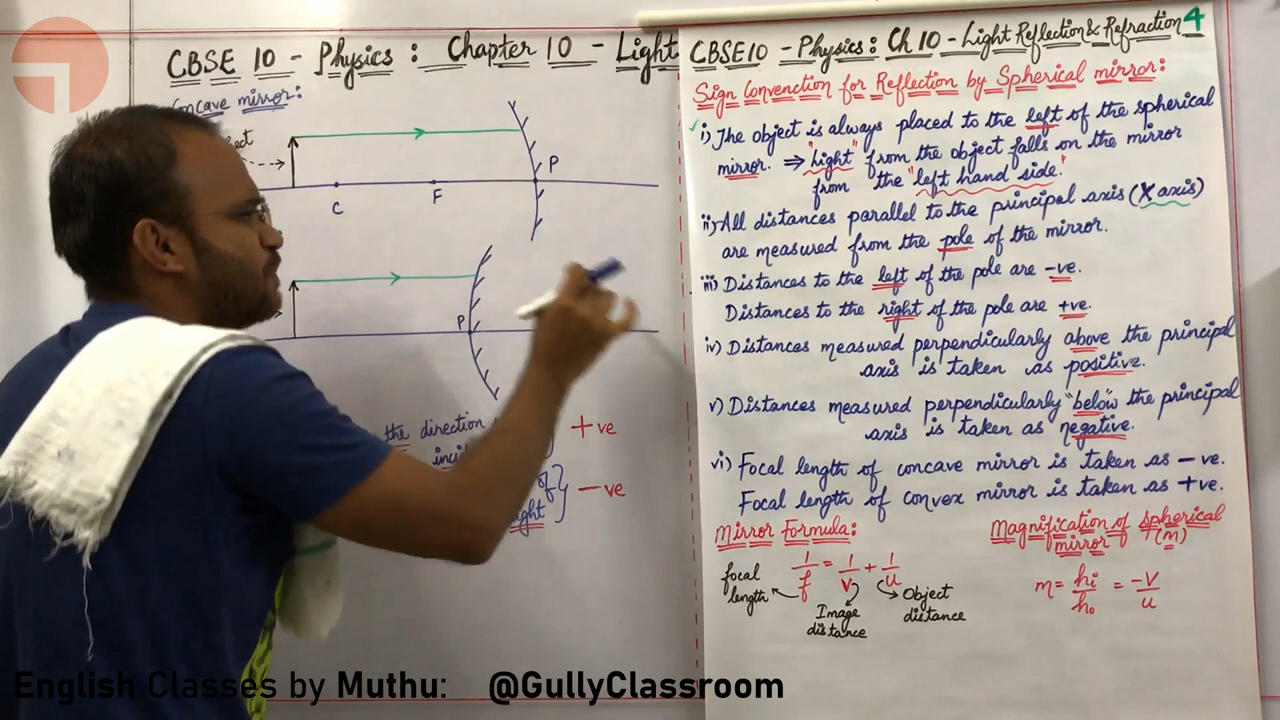 CBSE 10 - Physics : Chapter 10 - Light
Concave mirror:
C
F
P
P
the direction
+ve
of
-ve
CBSE10 - Physics: Ch 10 - Light Reflection & Refraction 4
Sign Convenction for Reflection by Spherical mirror:
i) The object is always placed to the left of the spherical
mirror. ⇒ "light" from the object falls on the mirror
from the "left hand side."
ii) All distances parallel to the principal axis (X axis)
are measured from the pole of the mirror.
iii) Distances to the left of the pole are -ve.
Distances to the right of the pole are +ve.
iv) Distances measured perpendicularly above the principal
axis is taken as positive.
v) Distances measured perpendicularly "below" the principal
axis is taken as negative.
vi) Focal length of concave mirror is taken as - ve.
Focal length of convex mirror is taken as +ve.
Mirror Formula:
1/f = 1/v + 1/u
focal
length
Image
distance
Object
distance
Magnification of spherical
mirror (m)
m = hi/ho = -v/u
English Classes by Muthu: @GullyClassroom